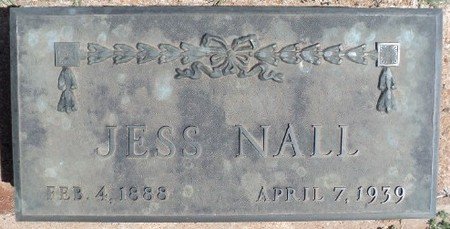 JESS NALL
FEB. 4, 1888 APRIL 7, 1939